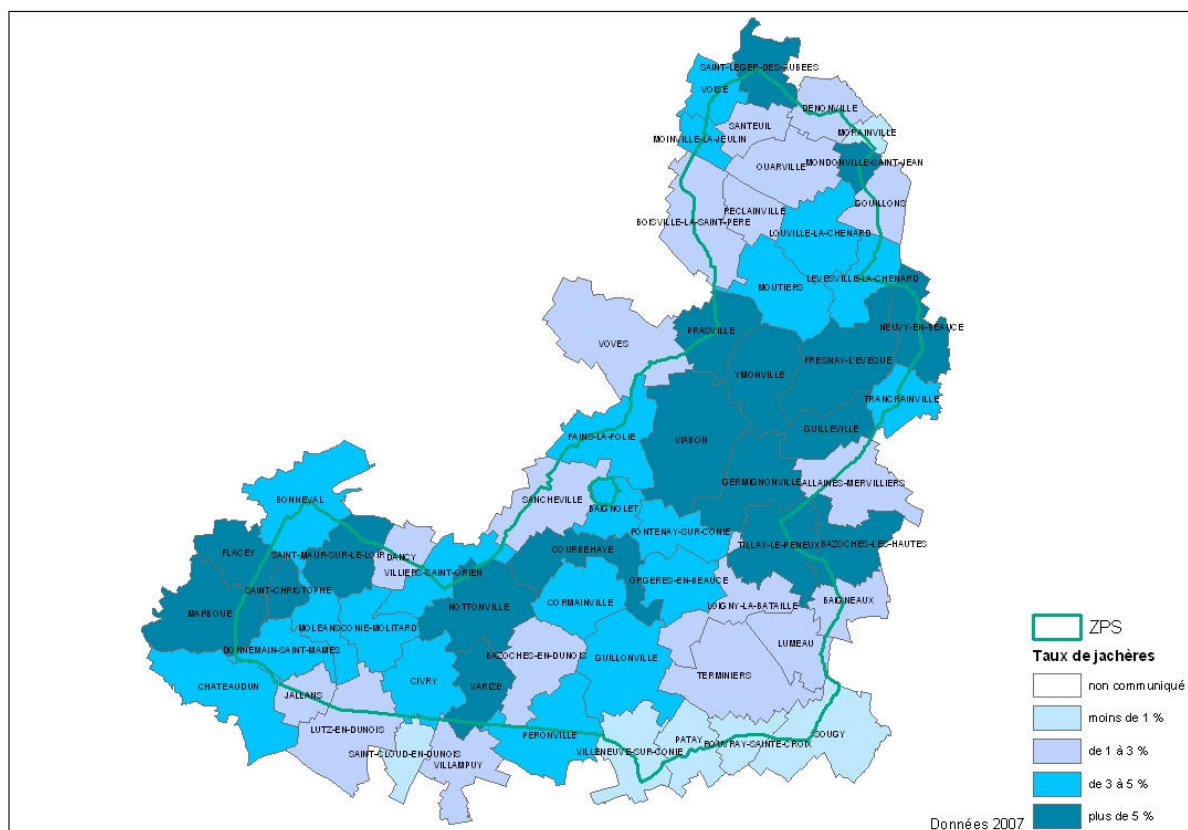 SAINT-LEGER-DES-AUBEES
VOISE
DENONVILLE
SANTEUIL
MORAINVILLE
MOINVILLE-LA-JEULIN
MONDONVILLE-SAINT-JEAN
OUARVILLE
GOUILLONS
RECLAINVILLE
BOISVILLE-LA-SAINT-PERE
LOUVILLE-LA-CHENARD
LEVESVILLE-LA-CHENARD
MOUTIERS
PRASVILLE
NEUVY-EN-BEAUCE
VOVES
FRESNAY-L'EVEQUE
YMONVILLE
TRANCRAINVILLE
GUILLEVILLE
FAINS-LA-FOLIE
VIABON
GERMIGNONVILLE
ALLAINES-MERVILLIERS
BONNEVAL
SANCHEVILLE
BAIGNOLET
FONTENAY-SUR-CONIE
TILLAY-LE-PENEUX
BAZOCHES-LES-HAUTES
FLACEY
SAINT-MAUR-SUR-LE-LOIR
DANCY
COURBEHAYE
VILLIERS-SAINT-ORIEN
ORGERES-EN-BEAUCE
SAINT-CHRISTOPHE
BAIGNEAUX
CORMAINVILLE
NOTTONVILLE
LOIGNY-LA-BATAILLE
MARBOUE
MOLEANS
CONIE-MOLITARD
LUMEAU
DONNEMAIN-SAINT-MAMES
BAZOCHES-EN-DUNOIS
GUILLONVILLE
TERMINIERS
CIVRY
VARIZE
CHATEAUDUN
JALLANS
LUTZ-EN-DUNOIS
PERONVILLE
SOUGY
PATAY
ROUVRAY-SAINTE-CROIX
SAINT-CLOUD-EN-DUNOIS
VILLENEUVE-SUR-CONIE
VILLAMPUY
ZPS
Taux de jachères
non communiqué
moins de 1 %
de 1 à 3 %
de 3 à 5 %
plus de 5 %
Données 2007